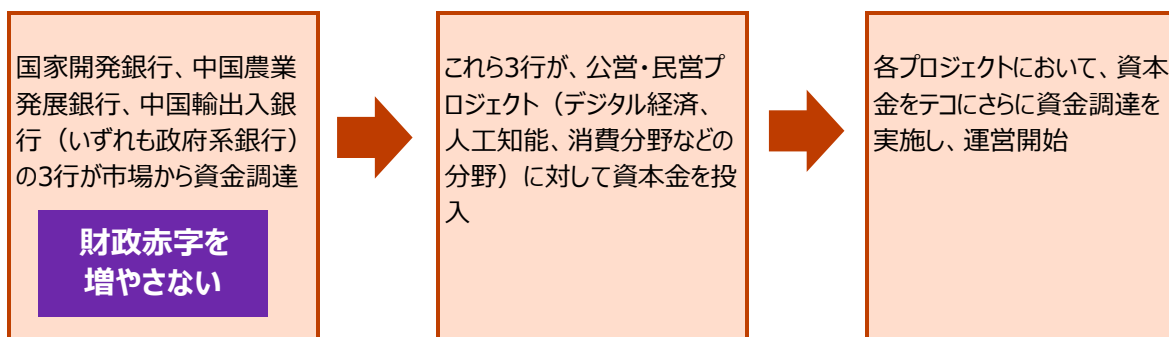 国家開発銀行、中国農業
発展銀行、中国輸出入銀
行（いずれも政府系銀行）
の3行が市場から資金調達
財政赤字を
増やさない
これら3行が、公営・民営プ
ロジェクト（デジタル経済、
人工知能、消費分野などの
分野）に対して資本金を投
入
各プロジェクトにおいて、資本
金をテコにさらに資金調達を
実施し、運営開始